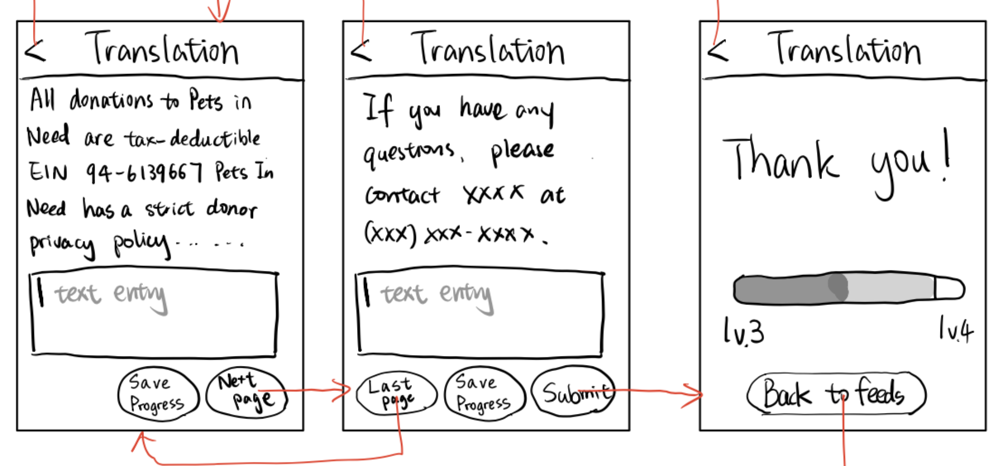 < Translation
All donations to Pets in
Need are tax-deductible
EIN 94-6139667 Pets In
Need has a strict donor
privacy policy.. .. ...
text entry
Save
Progress
Next
page
< Translation
If you have any
questions, please
contact xxxx at
(xxx) xxx-xxxx.
text entry
Last
page
Save
Progress
Submit
< Translation
Thank you!
lv.3
lv.4
Back to feeds